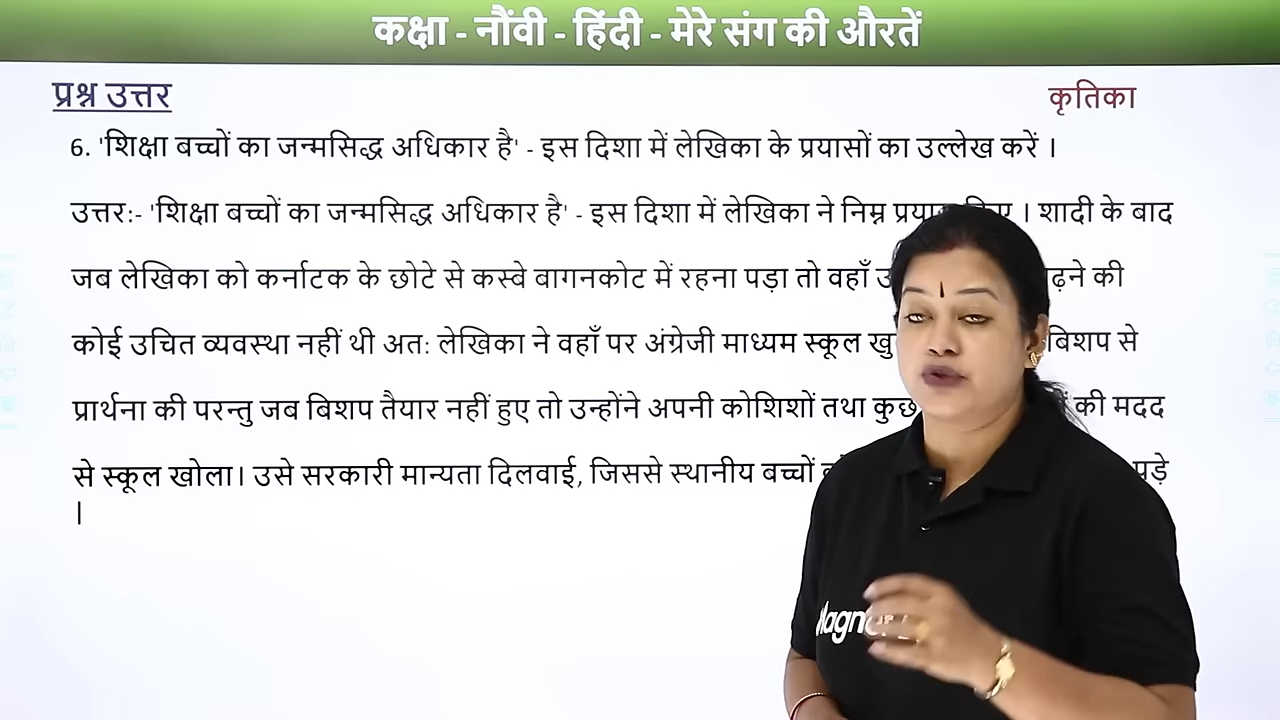 कक्षा - नौंवी - हिंदी - मेरे संग की औरतें
प्रश्न उत्तर
कृतिका
6. 'शिक्षा बच्चों का जन्मसिद्ध अधिकार है' - इस दिशा में लेखिका के प्रयासों का उल्लेख करें ।
उत्तर:- 'शिक्षा बच्चों का जन्मसिद्ध अधिकार है' - इस दिशा में लेखिका ने निम्न । शादी के बाद
जब लेखिका को कर्नाटक के छोटे से कस्बे बागनकोट में रहना पड़ा तो वहाँ की
कोई उचित व्यवस्था नहीं थी अत: लेखिका ने वहाँ पर अंग्रेजी माध्यम स्कूल बिशप से
प्रार्थना की परन्तु जब बिशप तैयार नहीं हुए तो उन्होंने अपनी कोशिशों तथा कुछ की मदद
से स्कूल खोला। उसे सरकारी मान्यता दिलवाई, जिससे स्थानीय बच्चों पड़े
।